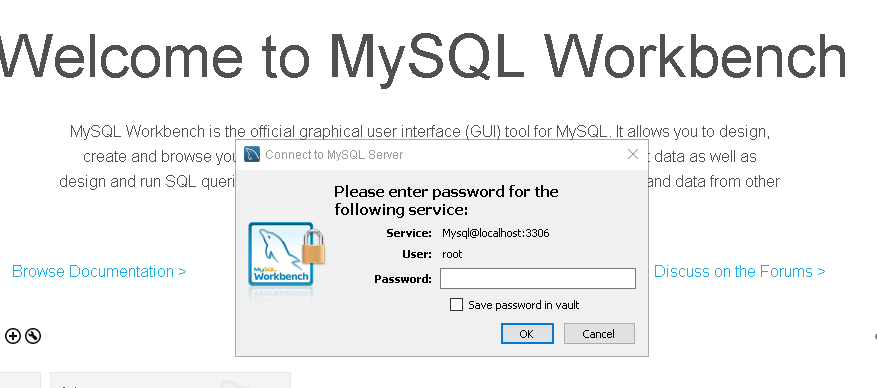 Welcome to MySQL Workbench
MySQL Workbench is the official graphical user interface (GUI) tool for MySQL. It allows you to design,
create and browse you
t data as well as
design and run SQL queri
and data from other
Connect to MySQL Server
Please enter password for the
following service:
Service: Mysql@localhost:3306
User: root
Password:
MySQL
Workbench
Save password in vault
OK Cancel
Browse Documentation >
Discuss on the Forums >